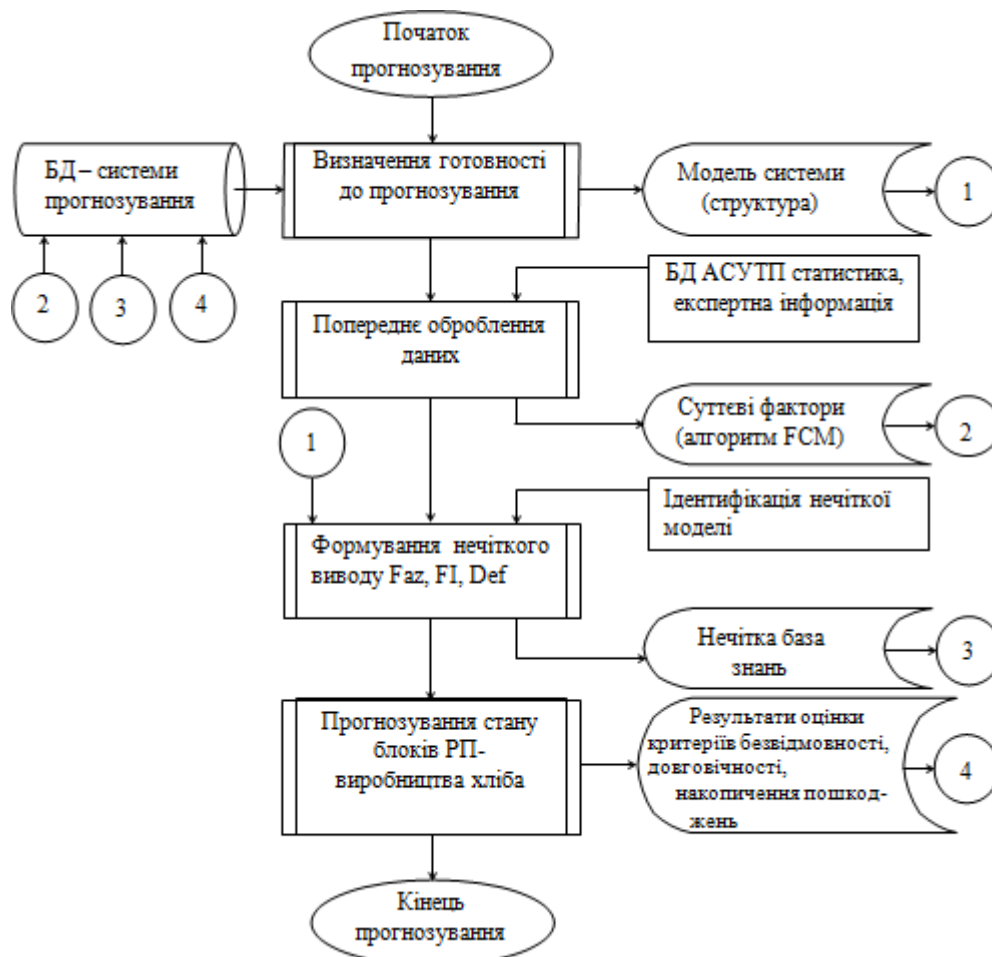 Початок
прогнозування
БД – системи
прогнозування
Визначення готовності
до прогнозування
Модель системи
(структура)
1
2
3
4
БД АСУТП статистика,
експертна інформація
Попереднє оброблення
даних
Суттєві фактори
(алгоритм FCM)
2
1
Ідентифікація нечіткої
моделі
Формування нечіткого
виводу Faz, FI, Def
Нечітка база
знань
3
Прогнозування стану
блоків РП-
виробництва хліба
Результати оцінки
критеріїв безвідмовності,
довговічності,
накопичення пошкод-
жень
4
Кінець
прогнозування